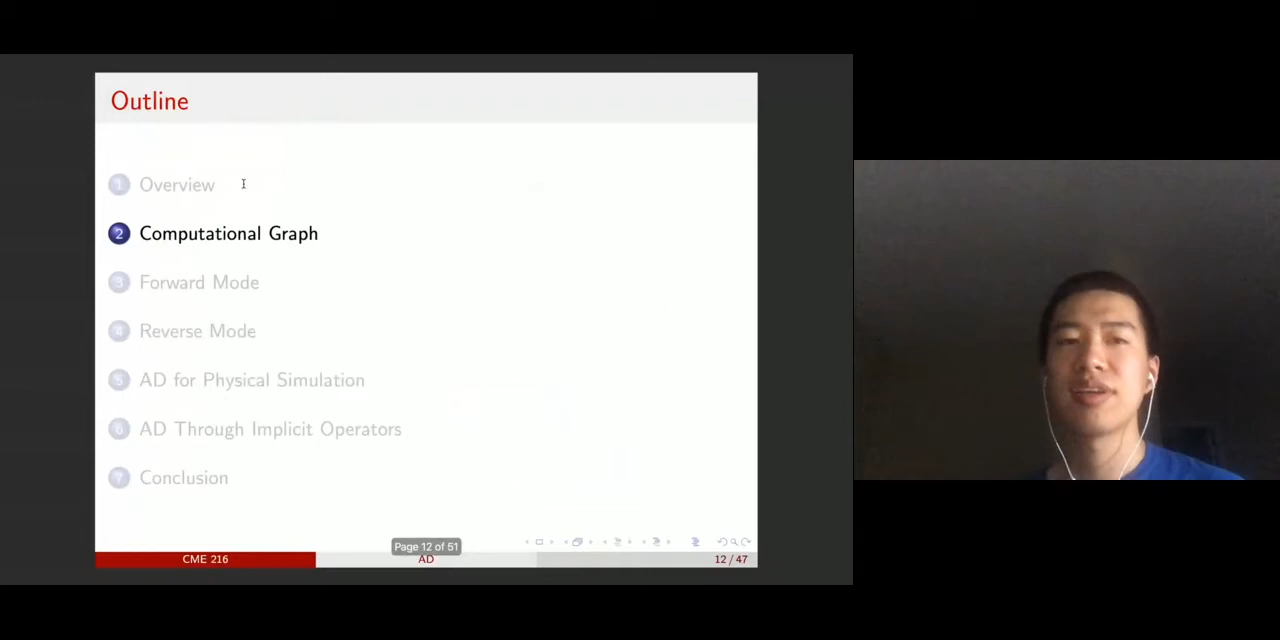 Outline
1 Overview
2 Computational Graph
3 Forward Mode
4 Reverse Mode
5 AD for Physical Simulation
6 AD Through Implicit Operators
7 Conclusion
Page 12 of 51
CME 216 AD 12 / 47